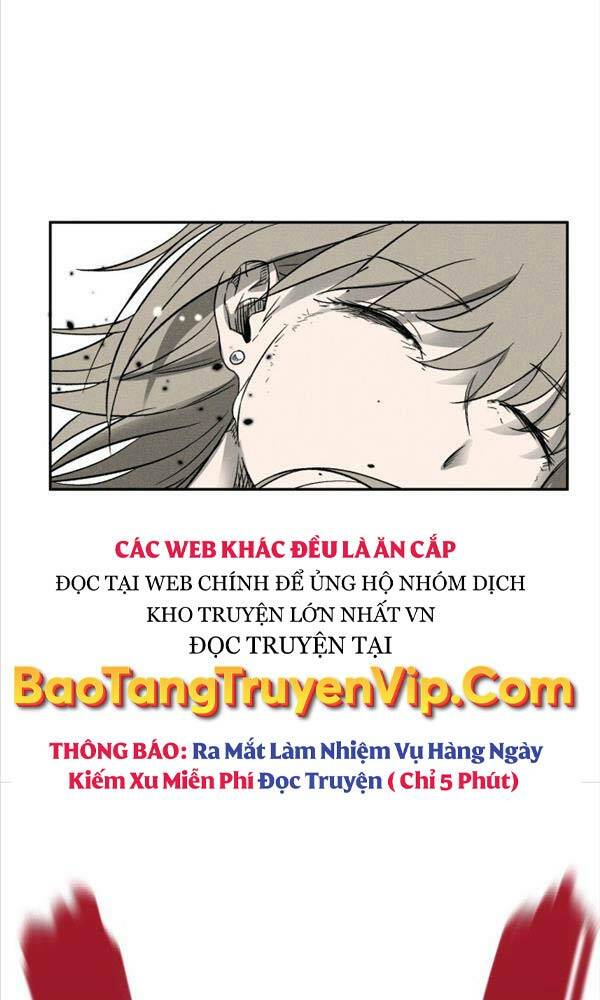 CÁC WEB KHÁC ĐỀU LÀ ĂN CẮP
ĐỌC TẠI WEB CHÍNH ĐỂ ỦNG HỘ NHÓM DỊCH
KHO TRUYỆN LỚN NHẤT VN
ĐỌC TRUYỆN TẠI
BaoTangTruyenVip.Com
THÔNG BÁO: Ra Mắt Làm Nhiệm Vụ Hàng Ngày
Kiếm Xu Miễn Phí Đọc Truyện ( Chỉ 5 Phút)